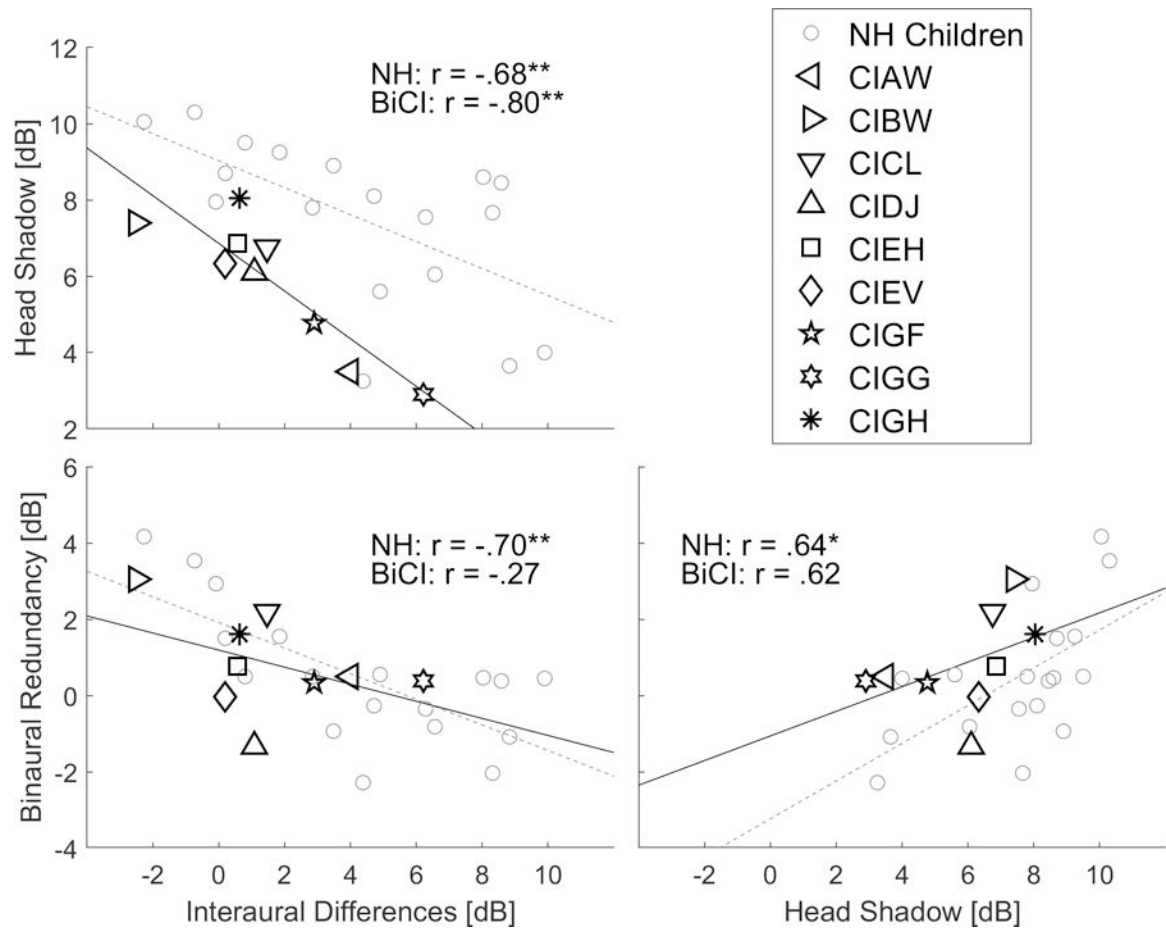 12
10
8
6
4
2
Head Shadow [dB]
NH: r = -.68**
BiCI: r = -.80**
NH Children
CIAW
CIBW
CICL
CIDJ
CIEH
CIEV
CIGF
CIGG
CIGH
6
4
2
0
-2
-4
Binaural Redundancy [dB]
NH: r = -.70**
BiCI: r = -.27
-2 0 2 4 6 8 10
Interaural Differences [dB]
NH: r = .64*
BiCI: r = .62
-2 0 2 4 6 8 10
Head Shadow [dB]